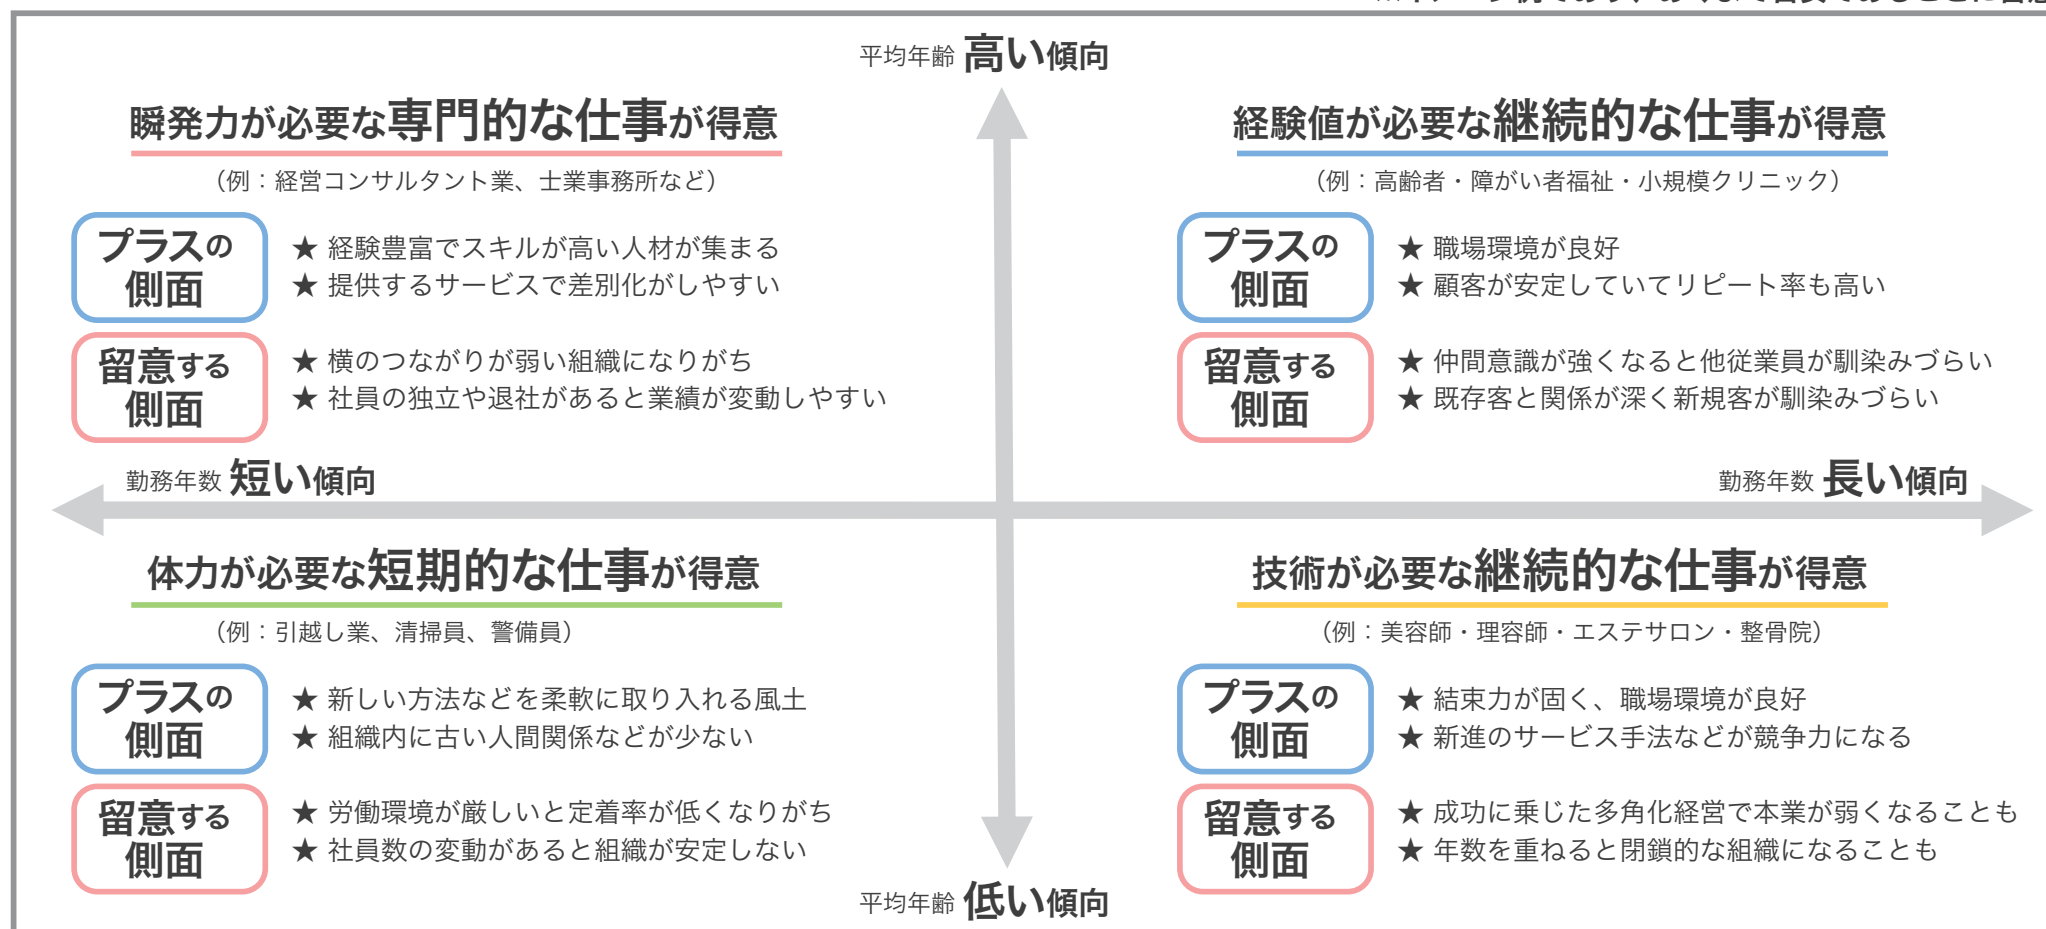 平均年齢 高い傾向
瞬発力が必要な専門的な仕事が得意
（例：経営コンサルタント業、士業事務所など）
プラスの
側面
★ 経験豊富でスキルが高い人材が集まる
★ 提供するサービスで差別化がしやすい
留意する
側面
★ 横のつながりが弱い組織になりがち
★ 社員の独立や退社があると業績が変動しやすい
経験値が必要な継続的な仕事が得意
（例：高齢者・障がい者福祉・小規模クリニック）
プラスの
側面
★ 職場環境が良好
★ 顧客が安定していてリピート率も高い
留意する
側面
★ 仲間意識が強くなると他従業員が馴染みづらい
★ 既存客と関係が深く新規客が馴染みづらい
勤務年数 短い傾向
勤務年数 長い傾向
体力が必要な短期的な仕事が得意
（例：引越し業、清掃員、警備員）
プラスの
側面
★ 新しい方法などを柔軟に取り入れる風土
★ 組織内に古い人間関係などが少ない
留意する
側面
★ 労働環境が厳しいと定着率が低くなりがち
★ 社員数の変動があると組織が安定しない
技術が必要な継続的な仕事が得意
（例：美容師・理容師・エステサロン・整骨院）
プラスの
側面
★ 結束力が固く、職場環境が良好
★ 新進のサービス手法などが競争力になる
留意する
側面
★ 成功に乗じた多角化経営で本業が弱くなることも
★ 年数を重ねると閉鎖的な組織になることも
平均年齢 低い傾向